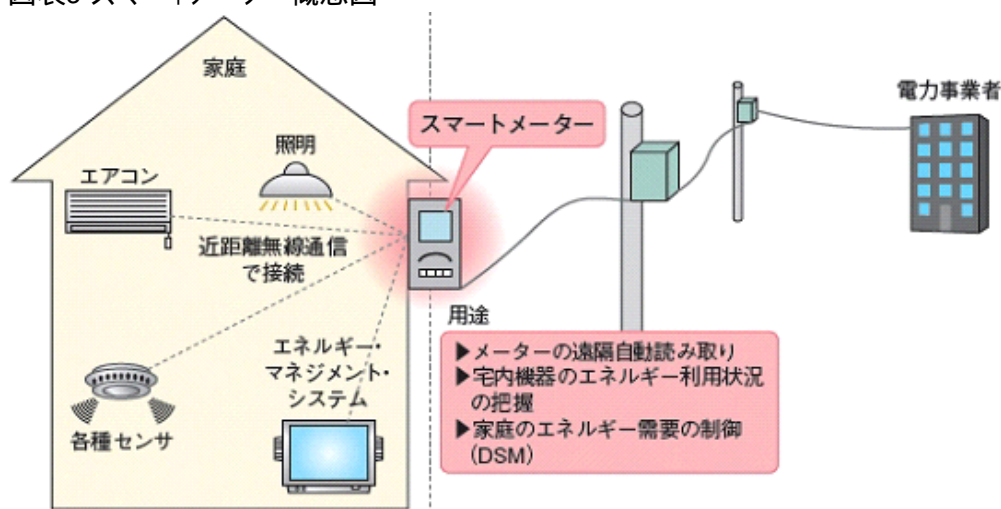 家庭
電力事業者
スマートメーター
照明
エアコン
近距離無線通信
で接続
用途
▶メーターの遠隔自動読み取り
▶宅内機器のエネルギー利用状況
の把握
▶家庭のエネルギー需要の制御
(DSM)
エネルギー・
マネジメント・
システム
各種センサ